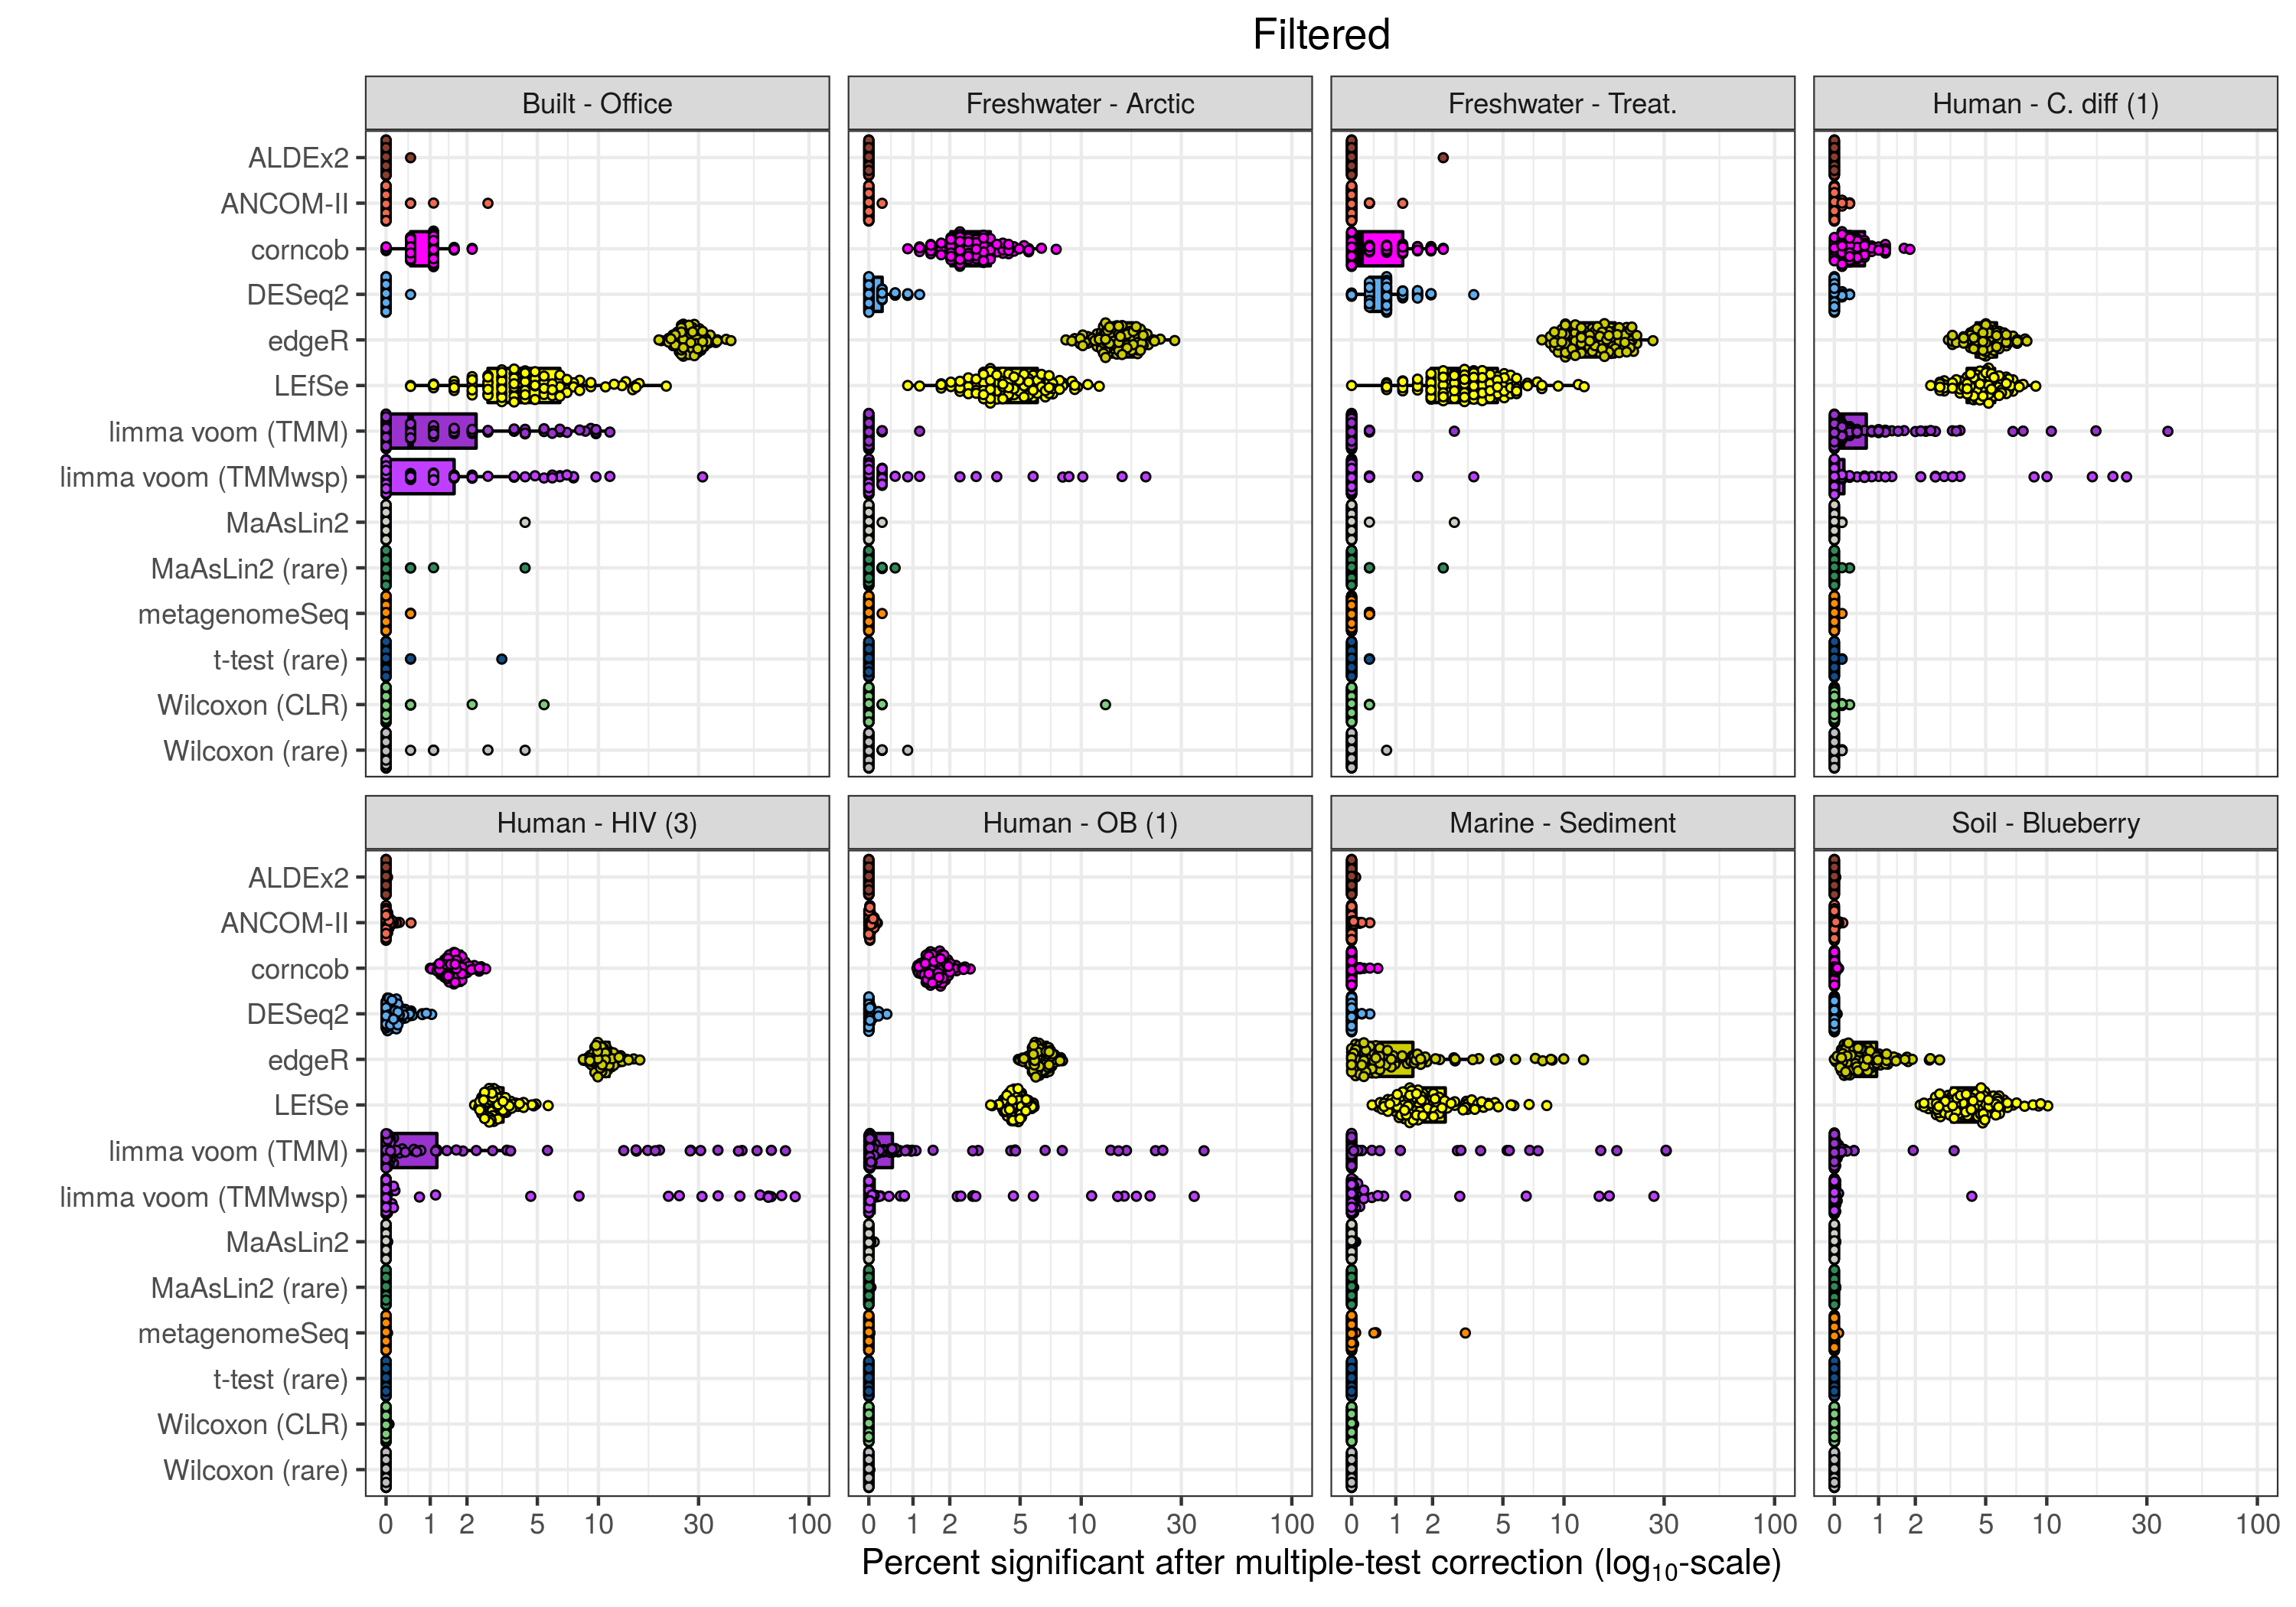 Filtered
Built - Office
Freshwater - Arctic
Freshwater - Treat.
Human - C. diff (1)
ALDEx2
ANCOM-II
corncob
DESeq2
edgeR
LEfSe
limma voom (TMM)
limma voom (TMMwsp)
MaAsLin2
MaAsLin2 (rare)
metagenomeSeq
t-test (rare)
Wilcoxon (CLR)
Wilcoxon (rare)
Human - HIV (3)
Human - OB (1)
Marine - Sediment
Soil - Blueberry
ALDEx2
ANCOM-II
corncob
DESeq2
edgeR
LEfSe
limma voom (TMM)
limma voom (TMMwsp)
MaAsLin2
MaAsLin2 (rare)
metagenomeSeq
t-test (rare)
Wilcoxon (CLR)
Wilcoxon (rare)
0 1 2 5 10 30 100
0 1 2 5 10 30 100
0 1 2 5 10 30 100
0 1 2 5 10 30 100
Percent significant after multiple-test correction (log₁₀-scale)